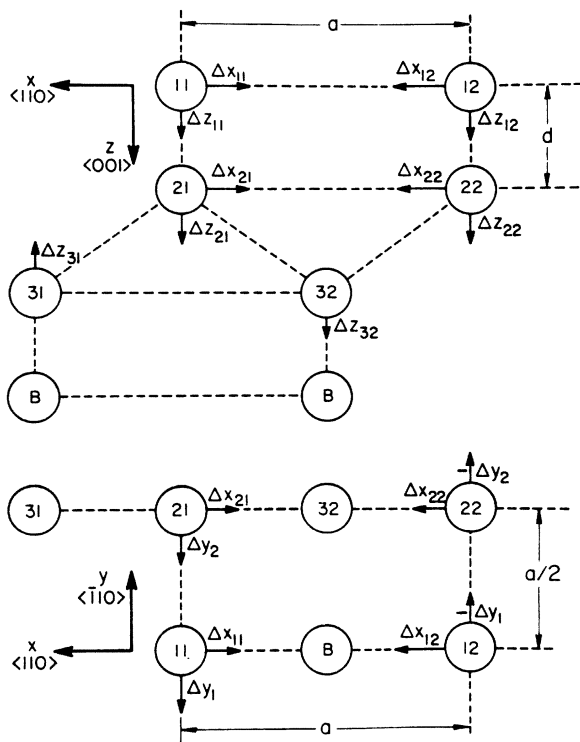 a
x
<110>
11
Δx₁₁
Δx₁₂
12
z
<001>
Δz₁₁
Δz₁₂
d
21
Δx₂₁
Δx₂₂
22
Δz₂₁
Δz₂₂
Δz₃₁
31
32
Δz₃₂
B
B
-Δy₂
31
21
Δx₂₁
32
Δx₂₂
22
Δy₂
y
<1̄10>
a/2
-Δy₁
x
<110>
11
Δx₁₁
B
Δx₁₂
12
Δy₁
a